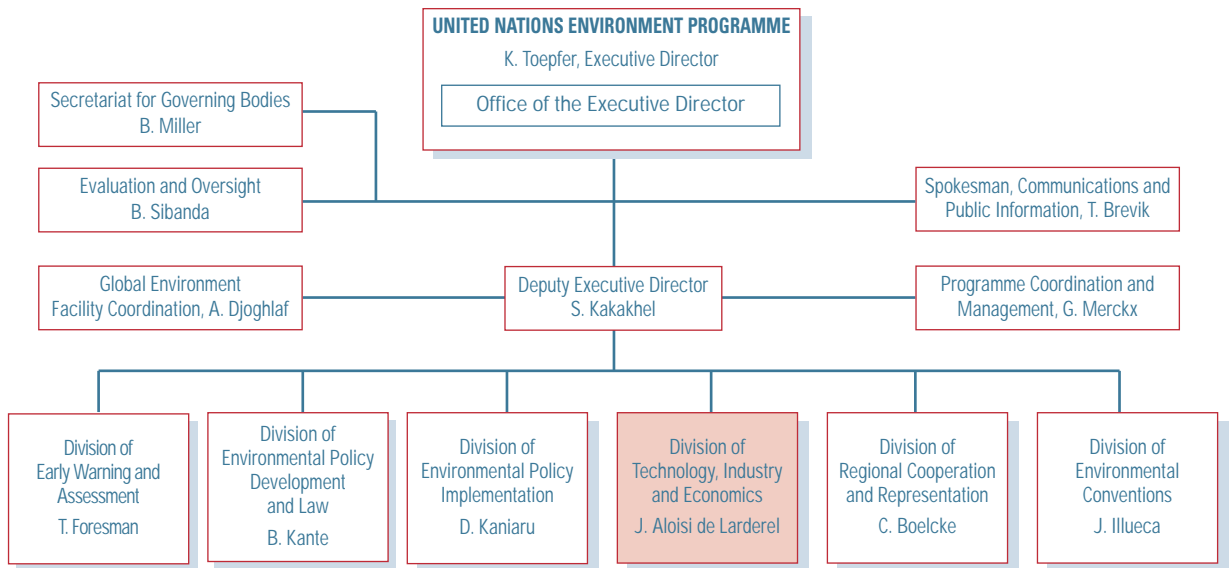 UNITED NATIONS ENVIRONMENT PROGRAMME
K. Toepfer, Executive Director
Office of the Executive Director
Secretariat for Governing Bodies
B. Miller
Evaluation and Oversight
B. Sibanda
Spokesman, Communications and
Public Information, T. Brevik
Global Environment
Facility Coordination, A. Djoghlaf
Deputy Executive Director
S. Kakakhel
Programme Coordination and
Management, G. Merckx
Division of
Early Warning and
Assessment
T. Foresman
Division of
Environmental Policy
Development
and Law
B. Kante
Division of
Environmental Policy
Implementation
D. Kaniaru
Division of
Technology, Industry
and Economics
J. Aloisi de Larderel
Division of
Regional Cooperation
and Representation
C. Boelcke
Division of
Environmental
Conventions
J. Illueca